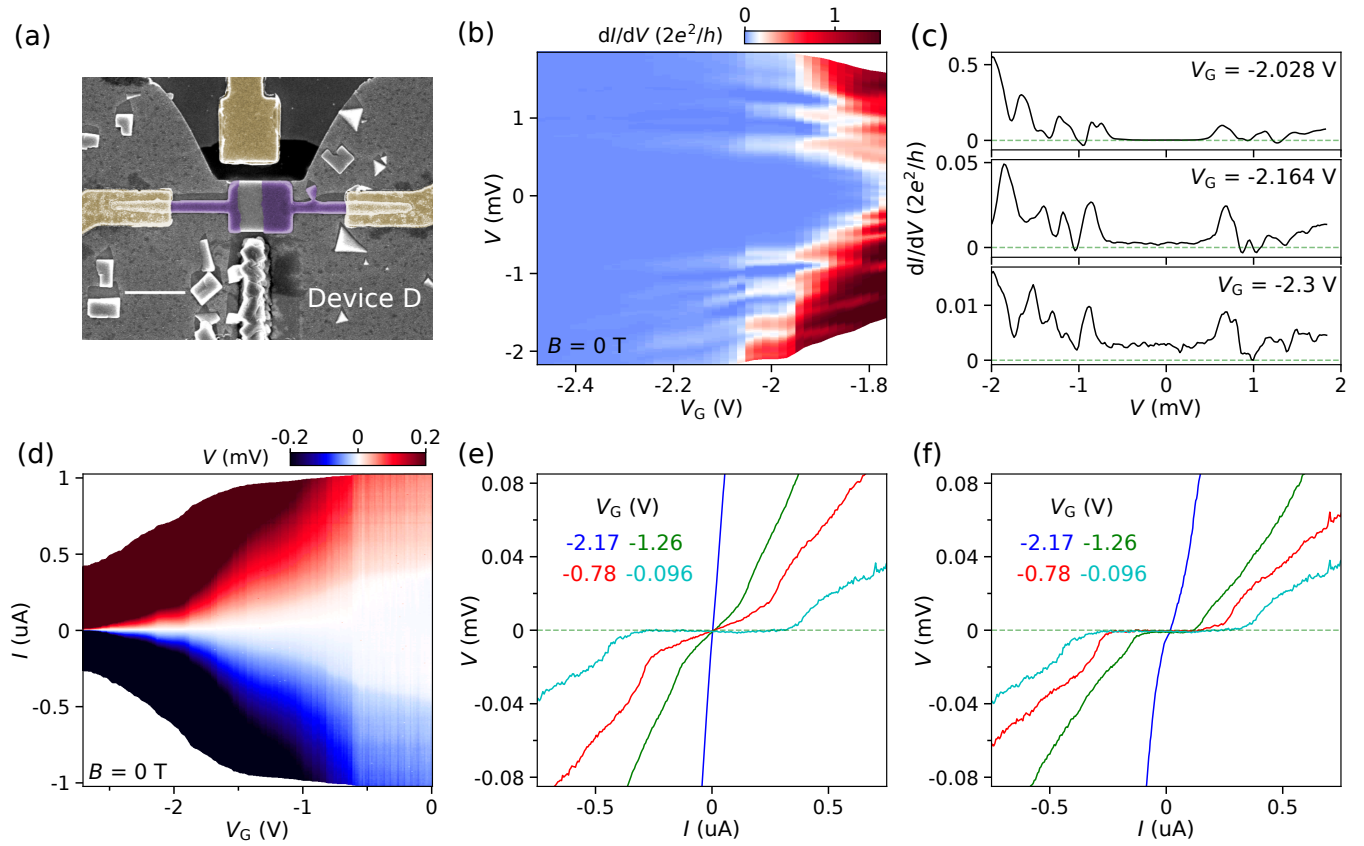 (a)
Device D
(b)
dI/dV (2e²/h)
0
1
V (mV)
1
0
-1
-2
B = 0 T
-2.4
-2.2
-2
-1.8
V_G (V)
(c)
dI/dV (2e²/h)
0.5
0
V_G = -2.028 V
0.05
0
V_G = -2.164 V
0.01
0
V_G = -2.3 V
-2
-1
0
1
2
V (mV)
(d)
V (mV)
-0.2
0
0.2
I (uA)
1
0.5
0
-0.5
-1
B = 0 T
-2
-1
0
V_G (V)
(e)
V (mV)
0.08
0.04
0
-0.04
-0.08
V_G (V)
-2.17 -1.26
-0.78 -0.096
-0.5
0
0.5
I (uA)
(f)
V (mV)
0.08
0.04
0
-0.04
-0.08
V_G (V)
-2.17 -1.26
-0.78 -0.096
-0.5
0
0.5
I (uA)